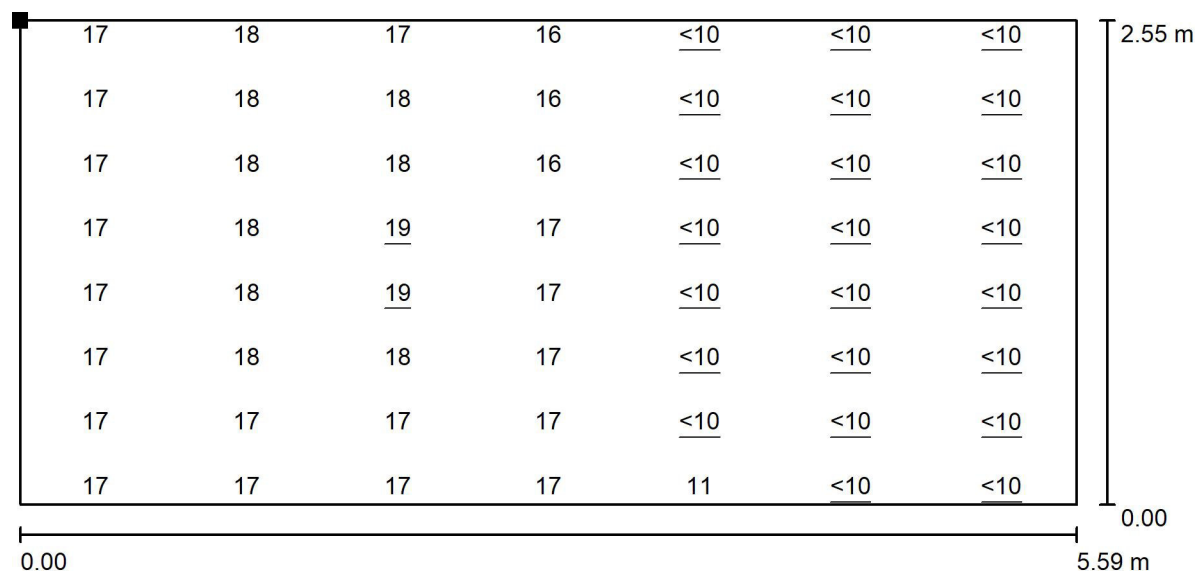 17 18 17 16 <10 <10 <10 2.55 m
17 18 18 16 <10 <10 <10
17 18 18 16 <10 <10 <10
17 18 19 17 <10 <10 <10
17 18 19 17 <10 <10 <10
17 18 18 17 <10 <10 <10
17 17 17 17 <10 <10 <10
17 17 17 17 11 <10 <10
0.00
0.00 5.59 m